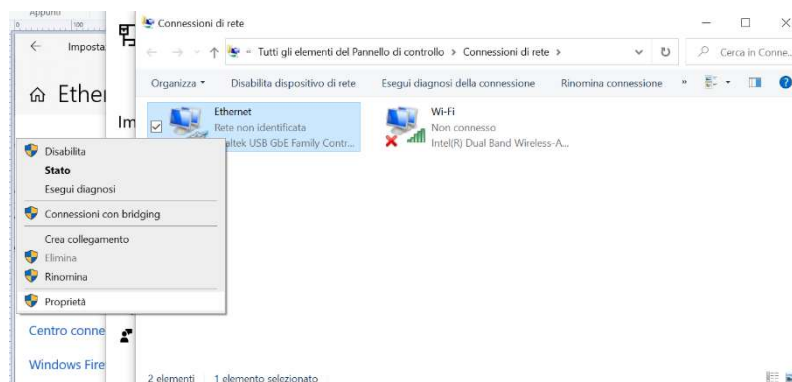 Appunti
0 100
Imposta
Ether
Im
Connessioni di rete
« Tutti gli elementi del Pannello di controllo > Connessioni di rete >
Cerca in Conne...
Organizza Disabilita dispositivo di rete Esegui diagnosi della connessione Rinomina connessione »
Ethernet
Rete non identificata
altek USB GbE Family Contr...
Wi-Fi
Non connesso
Intel(R) Dual Band Wireless-A...
Disabilita
Stato
Esegui diagnosi
Connessioni con bridging
Crea collegamento
Elimina
Rinomina
Proprietà
Centro conne
Windows Fire
2 elementi 1 elemento selezionato